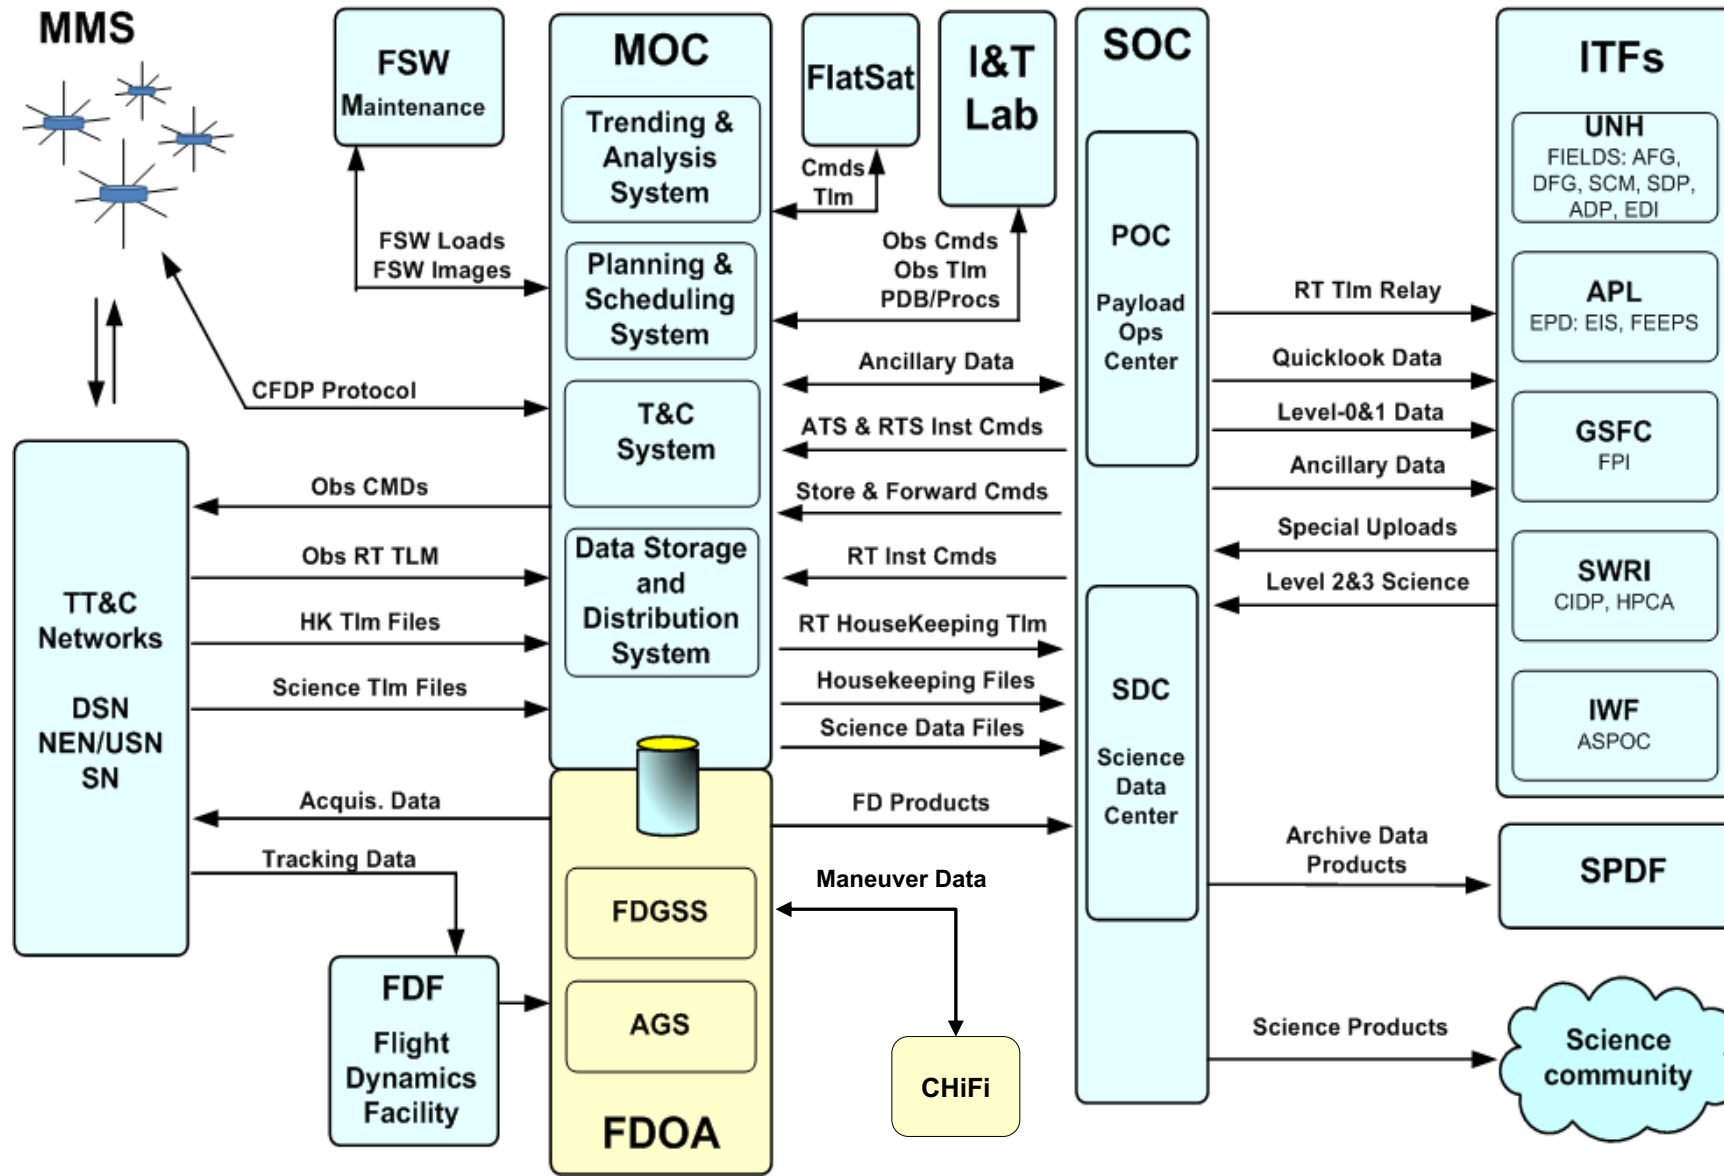 MMS
FSW
Maintenance
MOC
Trending &
Analysis
System
Planning &
Scheduling
System
T&C
System
Data Storage
and
Distribution
System
FlatSat
I&T
Lab
SOC
POC
Payload
Ops
Center
SDC
Science
Data
Center
ITFs
UNH
FIELDS: AFG,
DFG, SCM, SDP,
ADP, EDI
APL
EPD: EIS, FEEPS
GSFC
FPI
SWRI
CIDP, HPCA
IWF
ASPOC
SPDF
Science
community
FSW Loads
FSW Images
CFDP Protocol
Cmds
Tlm
Obs Cmds
Obs Tlm
PDB/Procs
Ancillary Data
ATS & RTS Inst Cmds
Store & Forward Cmds
RT Inst Cmds
RT HouseKeeping Tlm
Housekeeping Files
Science Data Files
FD Products
Maneuver Data
RT Tlm Relay
Quicklook Data
Level-0&1 Data
Ancillary Data
Special Uploads
Level 2&3 Science
Archive Data
Products
Science Products
TT&C
Networks
DSN
NEN/USN
SN
Obs CMDs
Obs RT TLM
HK Tlm Files
Science Tlm Files
Acquis. Data
Tracking Data
FDF
Flight
Dynamics
Facility
FDGSS
AGS
FDOA
CHiFi